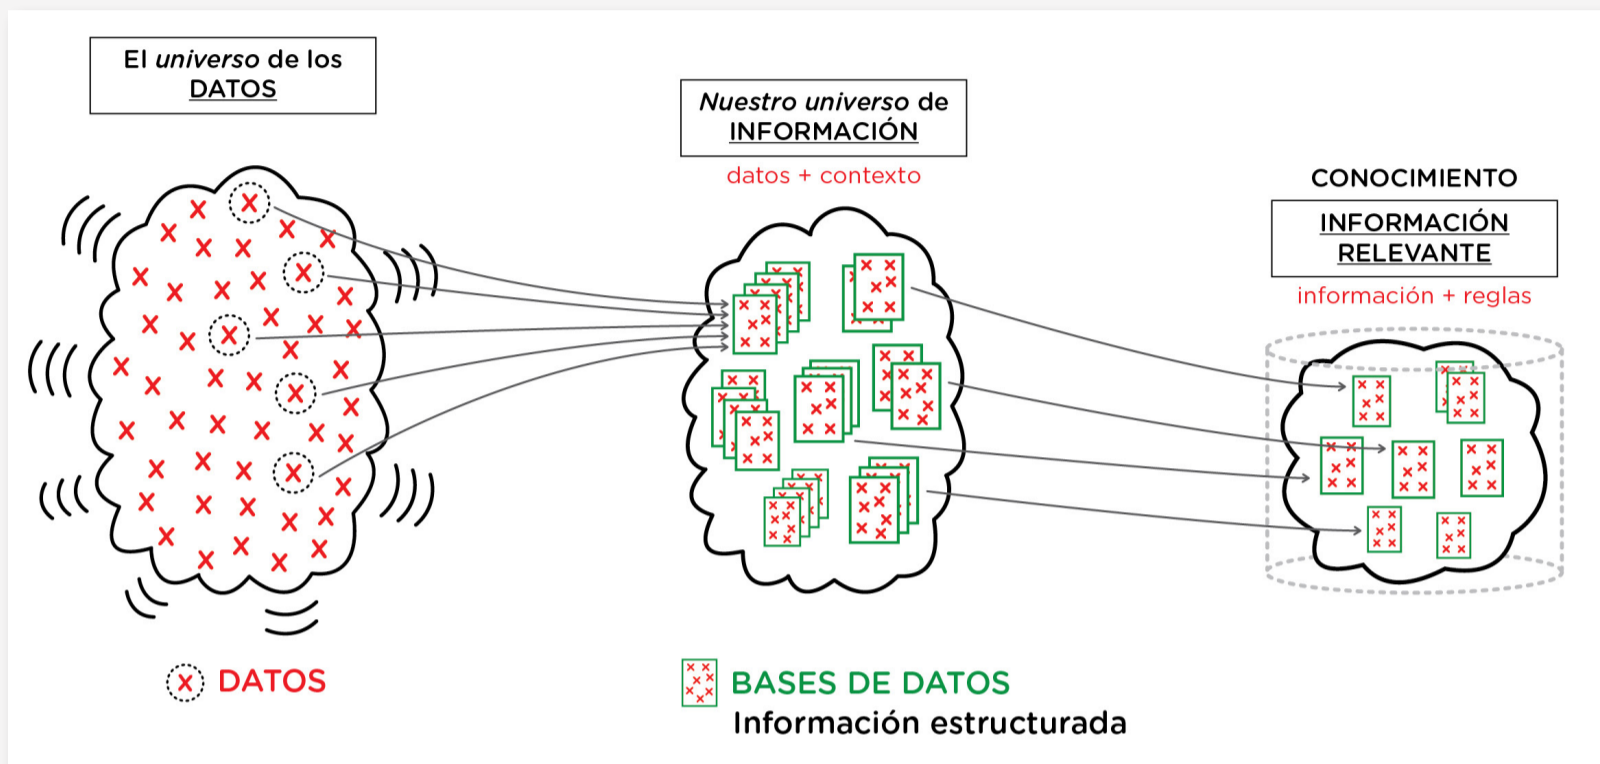 El universo de los
DATOS
Nuestro universo de
INFORMACIÓN
datos + contexto
CONOCIMIENTO
INFORMACIÓN
RELEVANTE
información + reglas
DATOS
BASES DE DATOS
Información estructurada